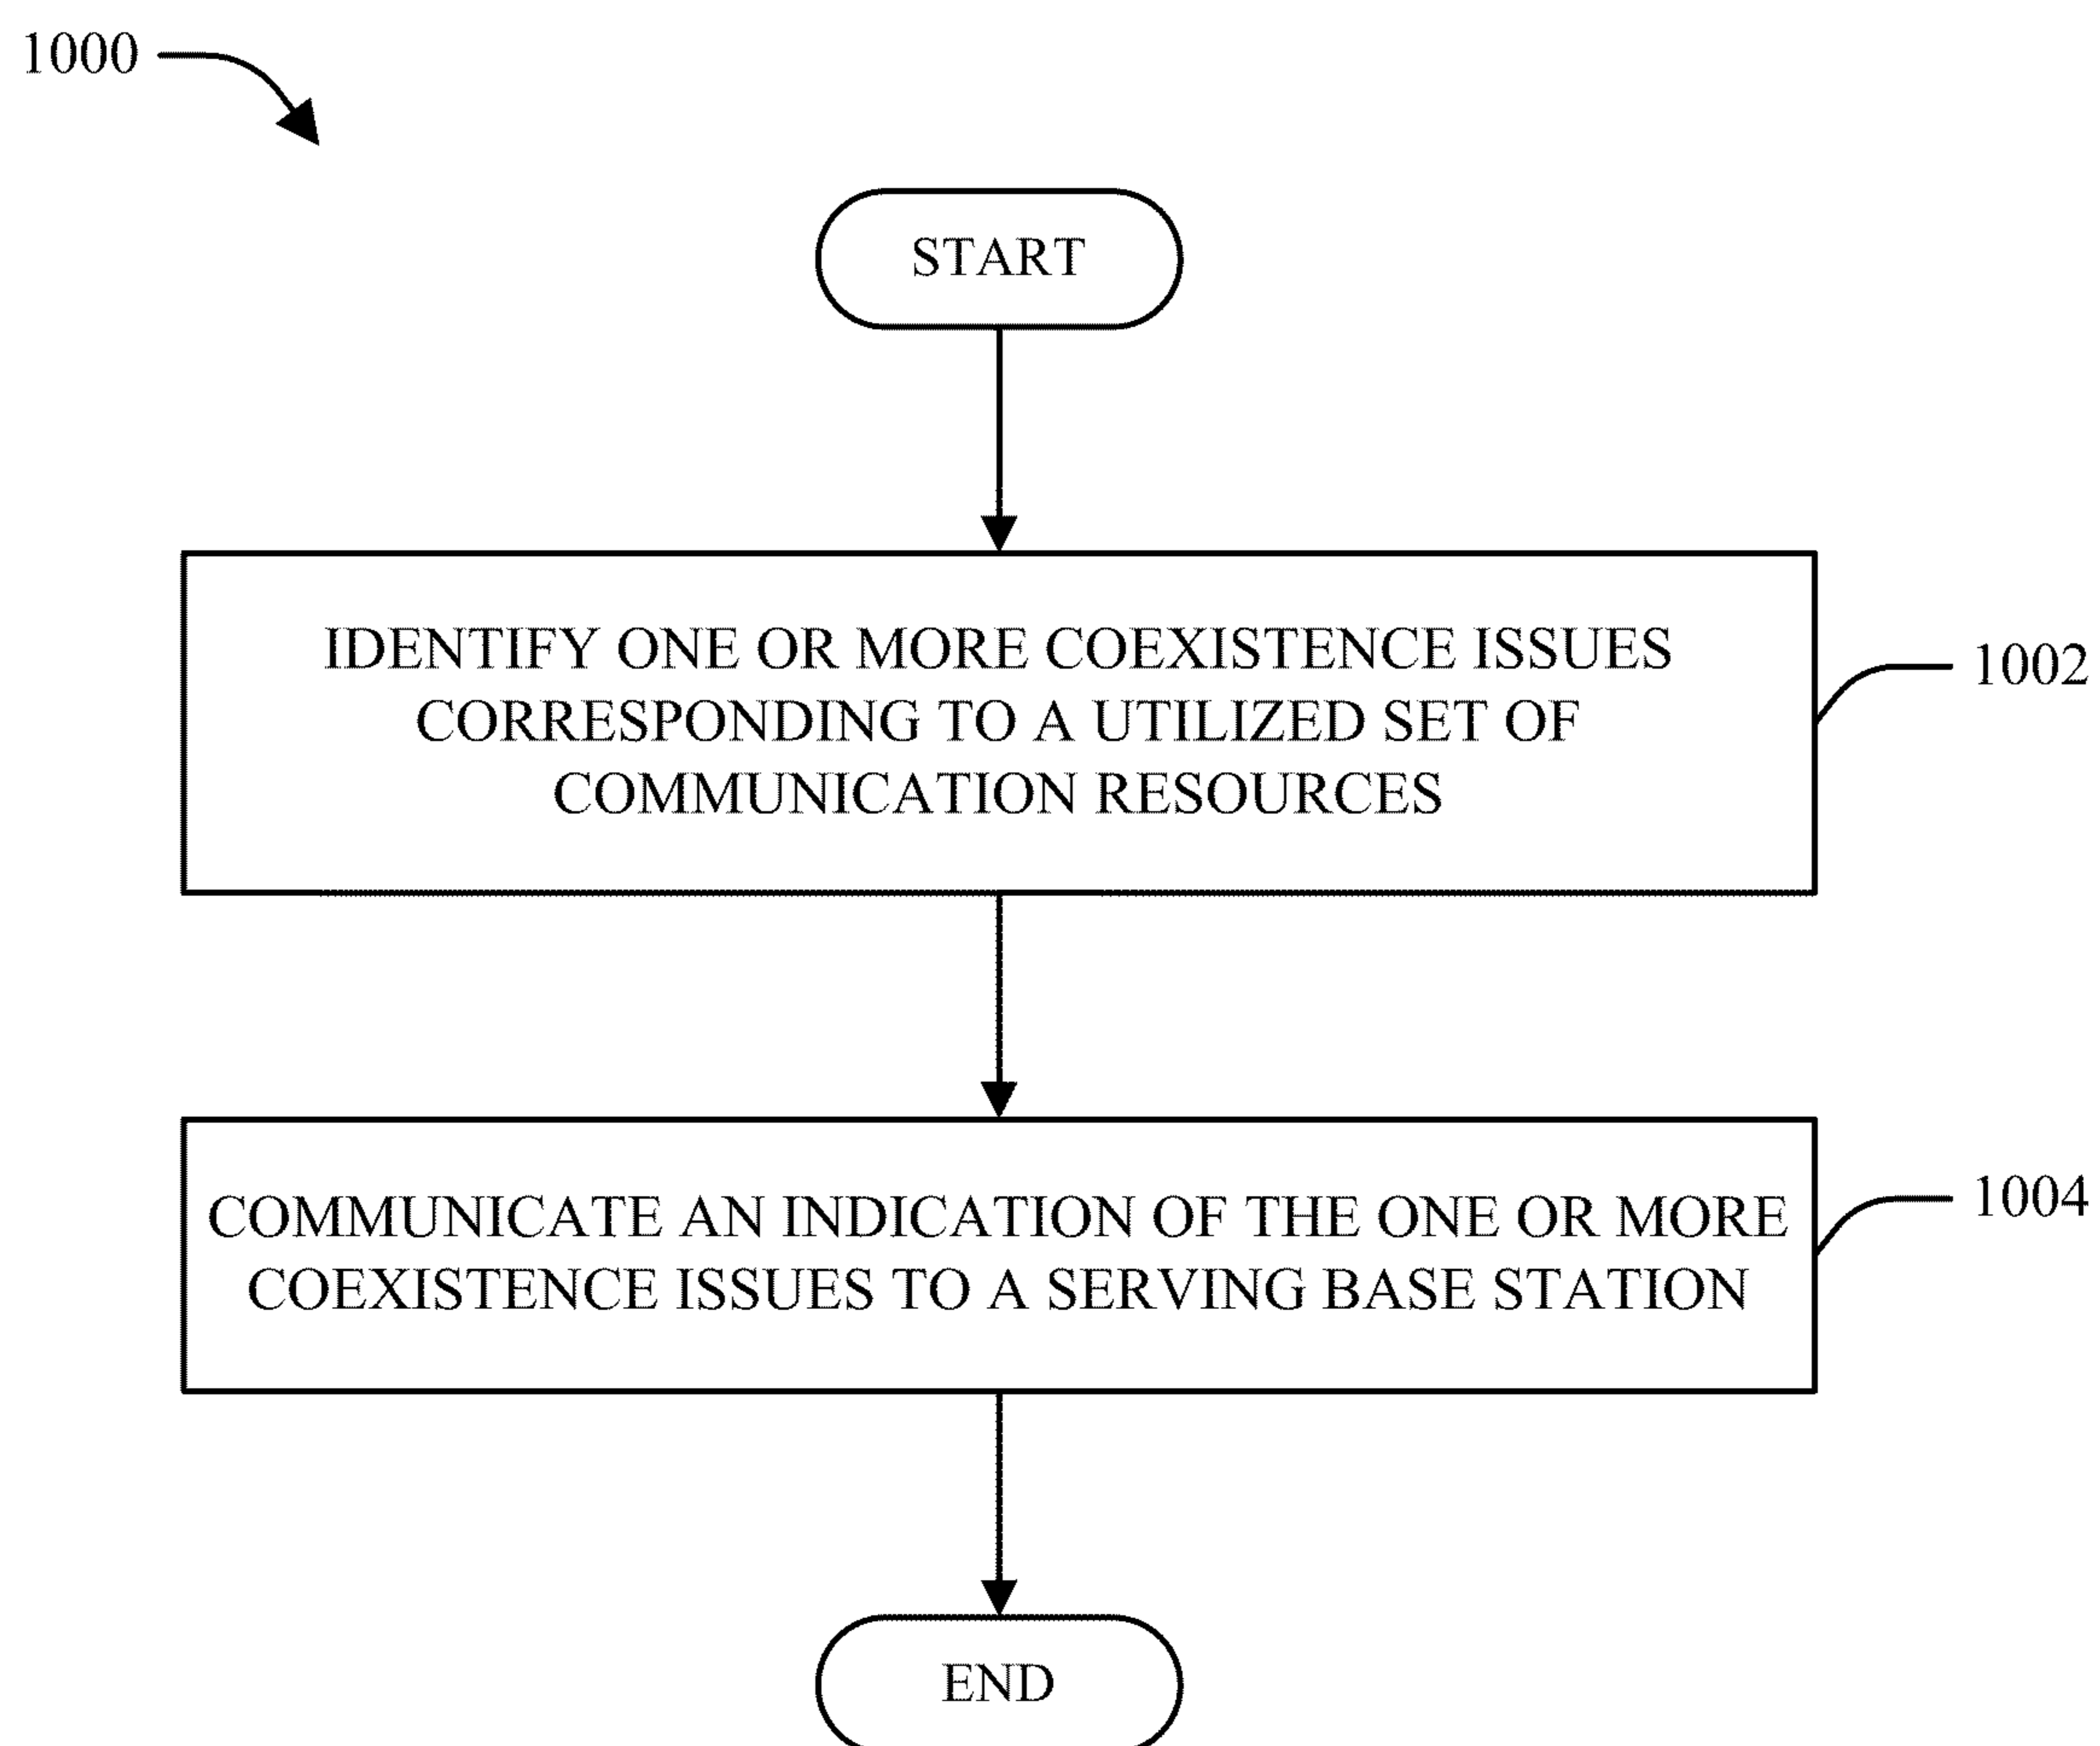 1000
START
IDENTIFY ONE OR MORE COEXISTENCE ISSUES
CORRESPONDING TO A UTILIZED SET OF
COMMUNICATION RESOURCES
1002
COMMUNICATE AN INDICATION OF THE ONE OR MORE
COEXISTENCE ISSUES TO A SERVING BASE STATION
1004
END